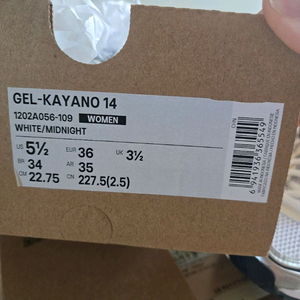 GEL-KAYANO 14
1202A056-109 WOMEN
WHITE/MIDNIGHT
US 5½ EUR 36 UK 3½
BR 34 AR 35
CM 22.75 CN 227.5(2.5)